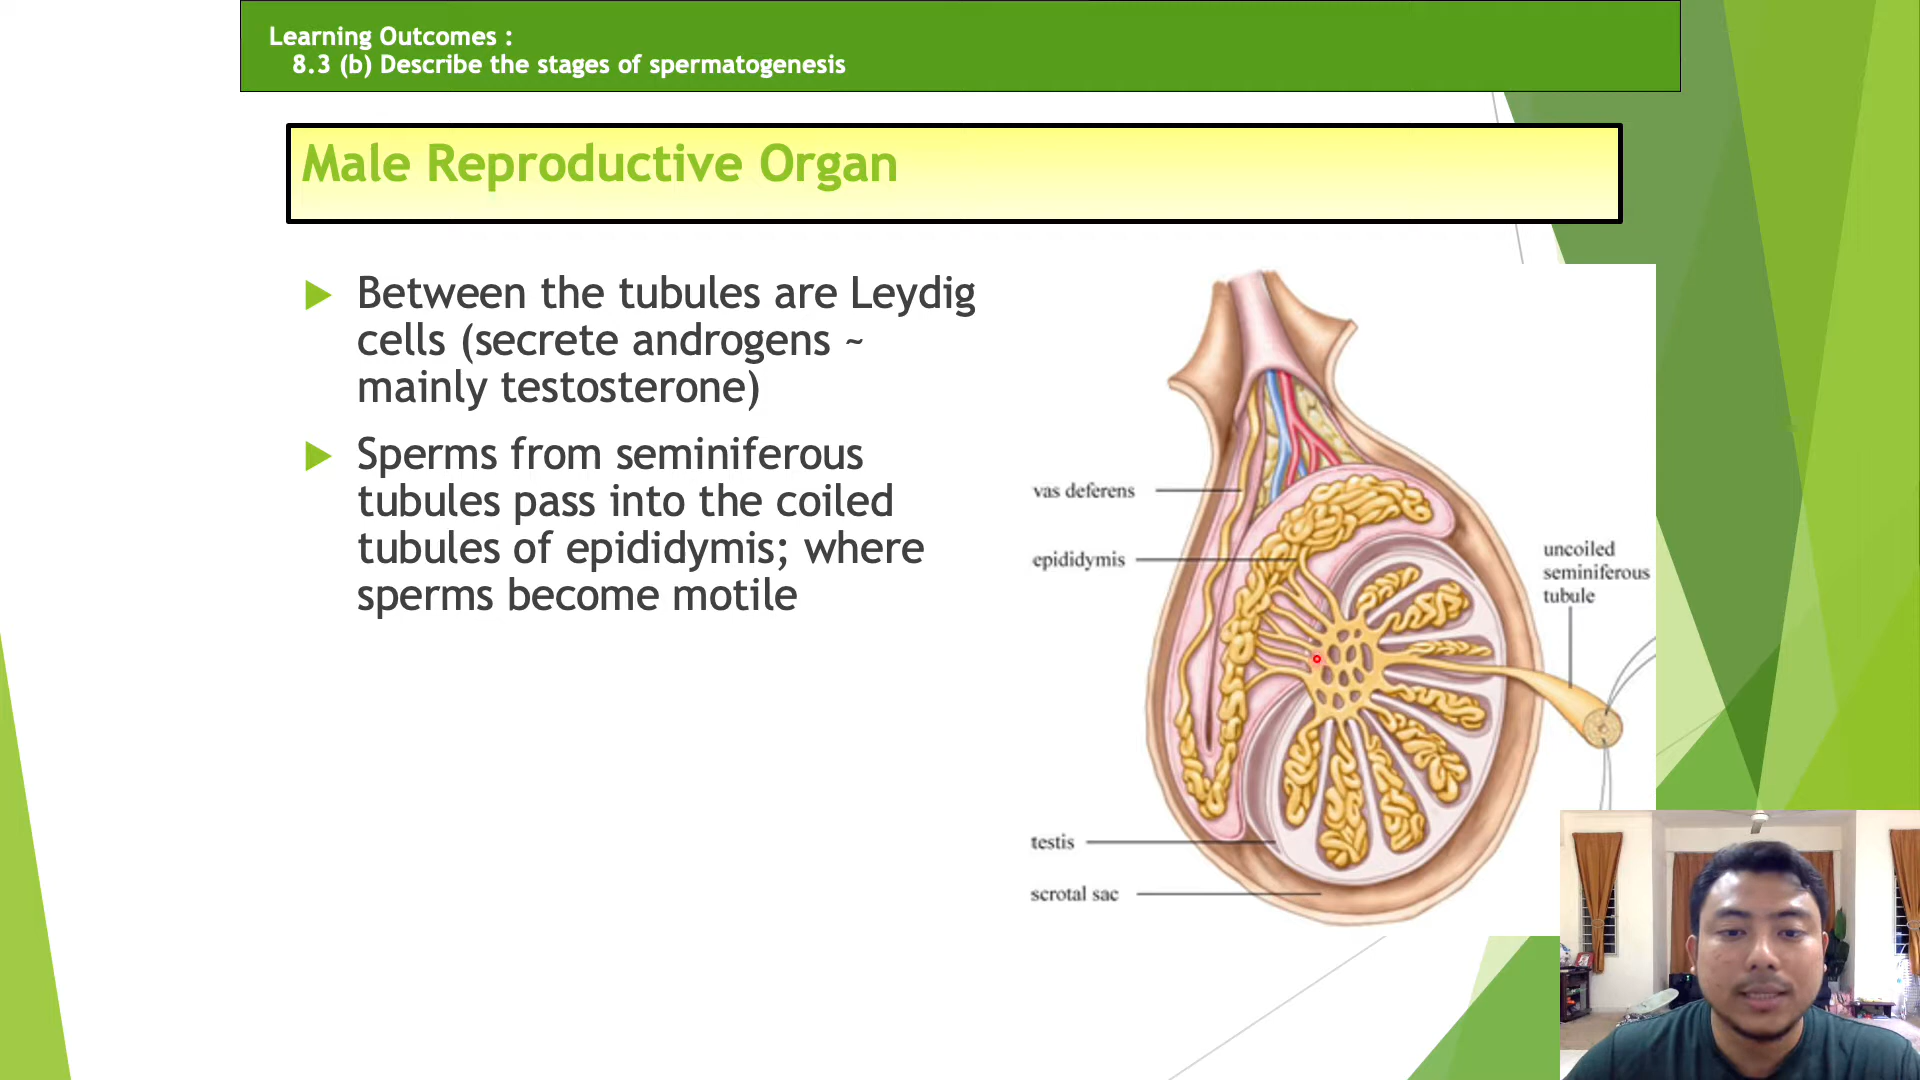 Learning Outcomes :
8.3 (b) Describe the stages of spermatogenesis
Male Reproductive Organ
Between the tubules are Leydig
cells (secrete androgens ~
mainly testosterone)
Sperms from seminiferous
tubules pass into the coiled
tubules of epididymis; where
sperms become motile
vas deferens
epididymis
uncoiled
seminiferous
tubule
testis
scrotal sac